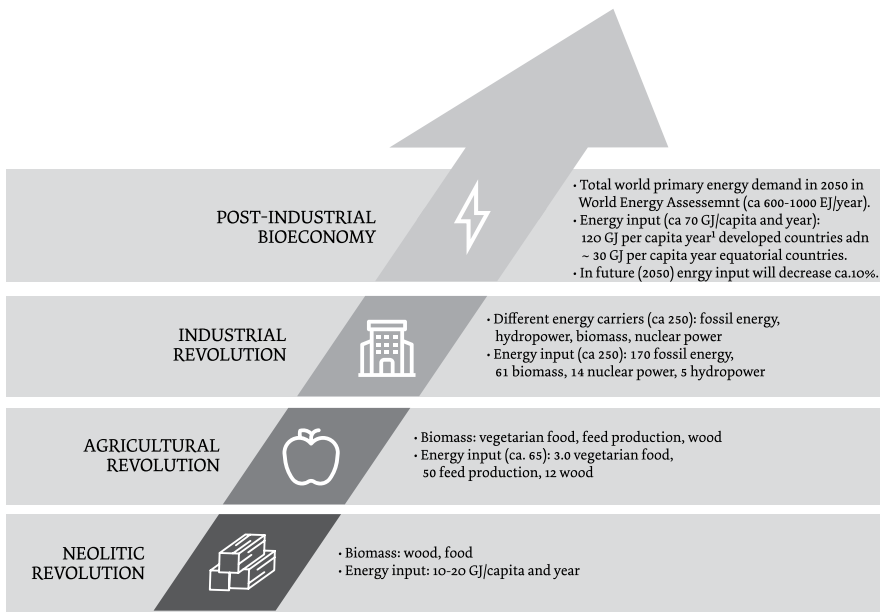 POST-INDUSTRIAL
BIOECONOMY
· Total world primary energy demand in 2050 in
World Energy Assessemnt (ca 600-1000 EJ/year).
· Energy input (ca 70 GJ/capita and year):
120 GJ per capita year¹ developed countries adn
~ 30 GJ per capita year equatorial countries.
· In future (2050) enrgy input will decrease ca.10%.
INDUSTRIAL
REVOLUTION
· Different energy carriers (ca 250): fossil energy,
hydropower, biomass, nuclear power
· Energy input (ca 250): 170 fossil energy,
61 biomass, 14 nuclear power, 5 hydropower
AGRICULTURAL
REVOLUTION
· Biomass: vegetarian food, feed production, wood
· Energy input (ca. 65): 3.0 vegetarian food,
50 feed production, 12 wood
NEOLITIC
REVOLUTION
· Biomass: wood, food
· Energy input: 10-20 GJ/capita and year